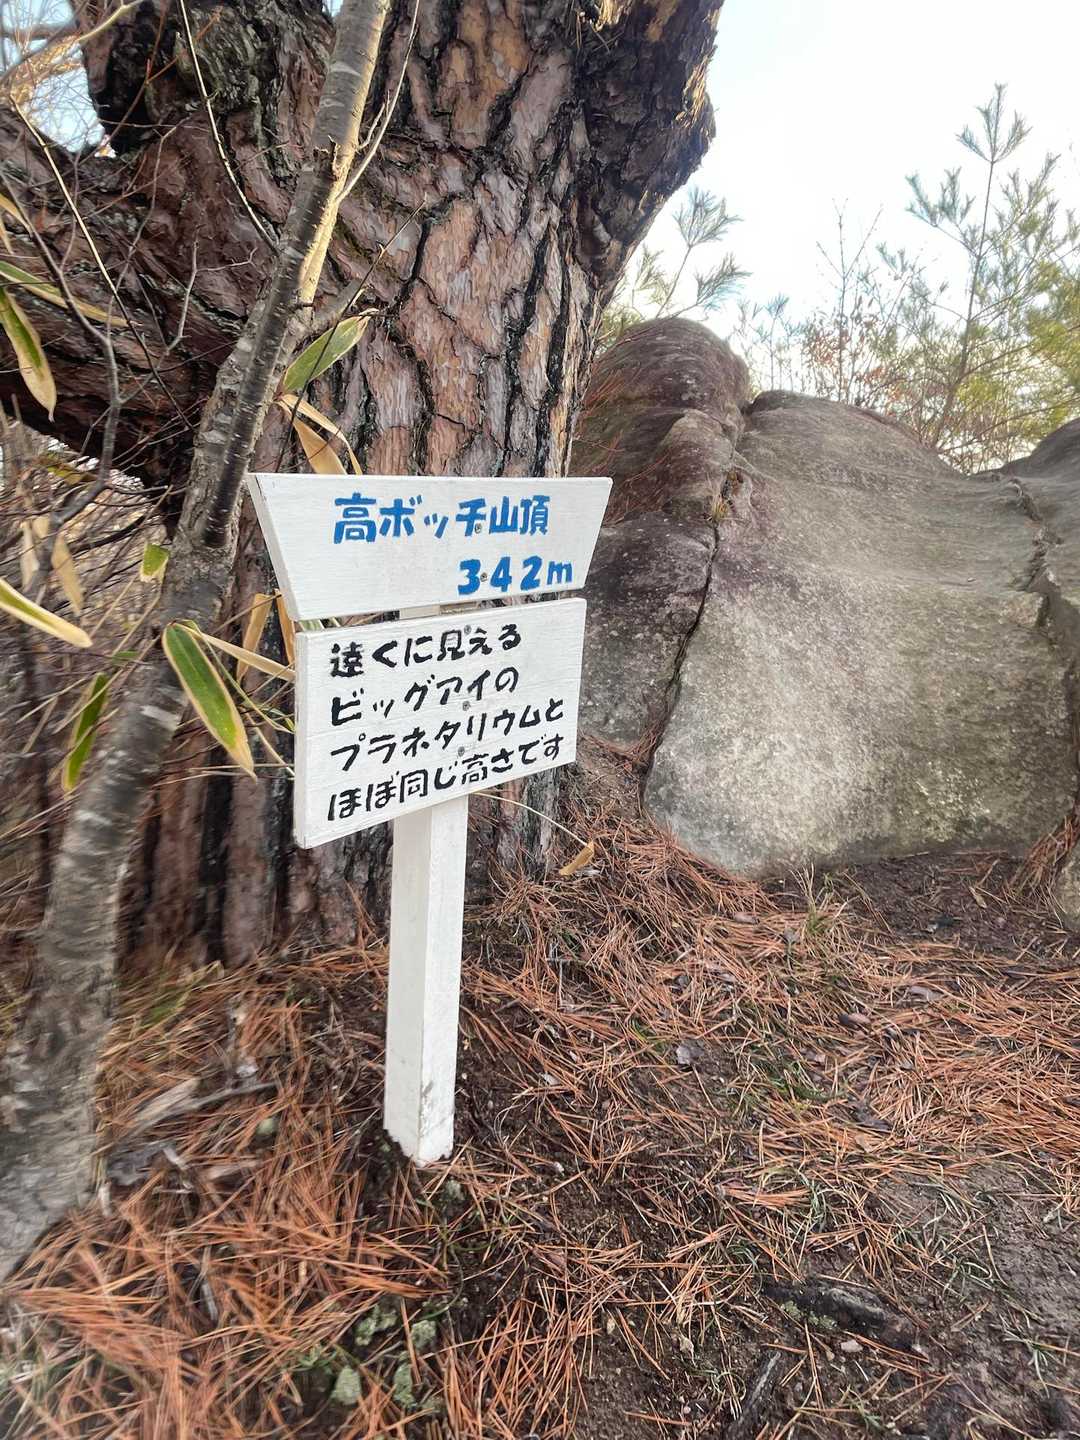 高ボッチ山頂
342m
遠くに見える
ビッグアイの
プラネタリウムと
ほぼ同じ高さです